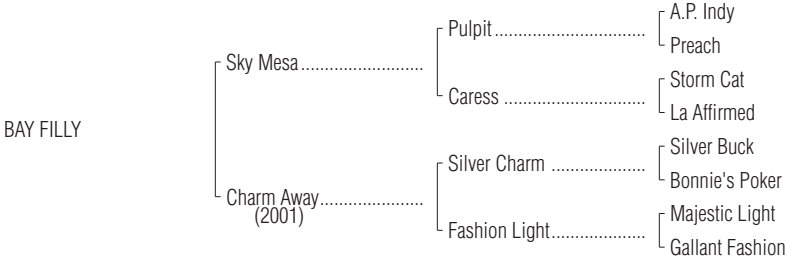 A.P. Indy
Pulpit..............................
Preach
Sky Mesa........................
Storm Cat
Caress ............................
La Affirmed
BAY FILLY
Silver Buck
Silver Charm ..................
Bonnie's Poker
Charm Away....................
(2001)
Majestic Light
Fashion Light..................
Gallant Fashion